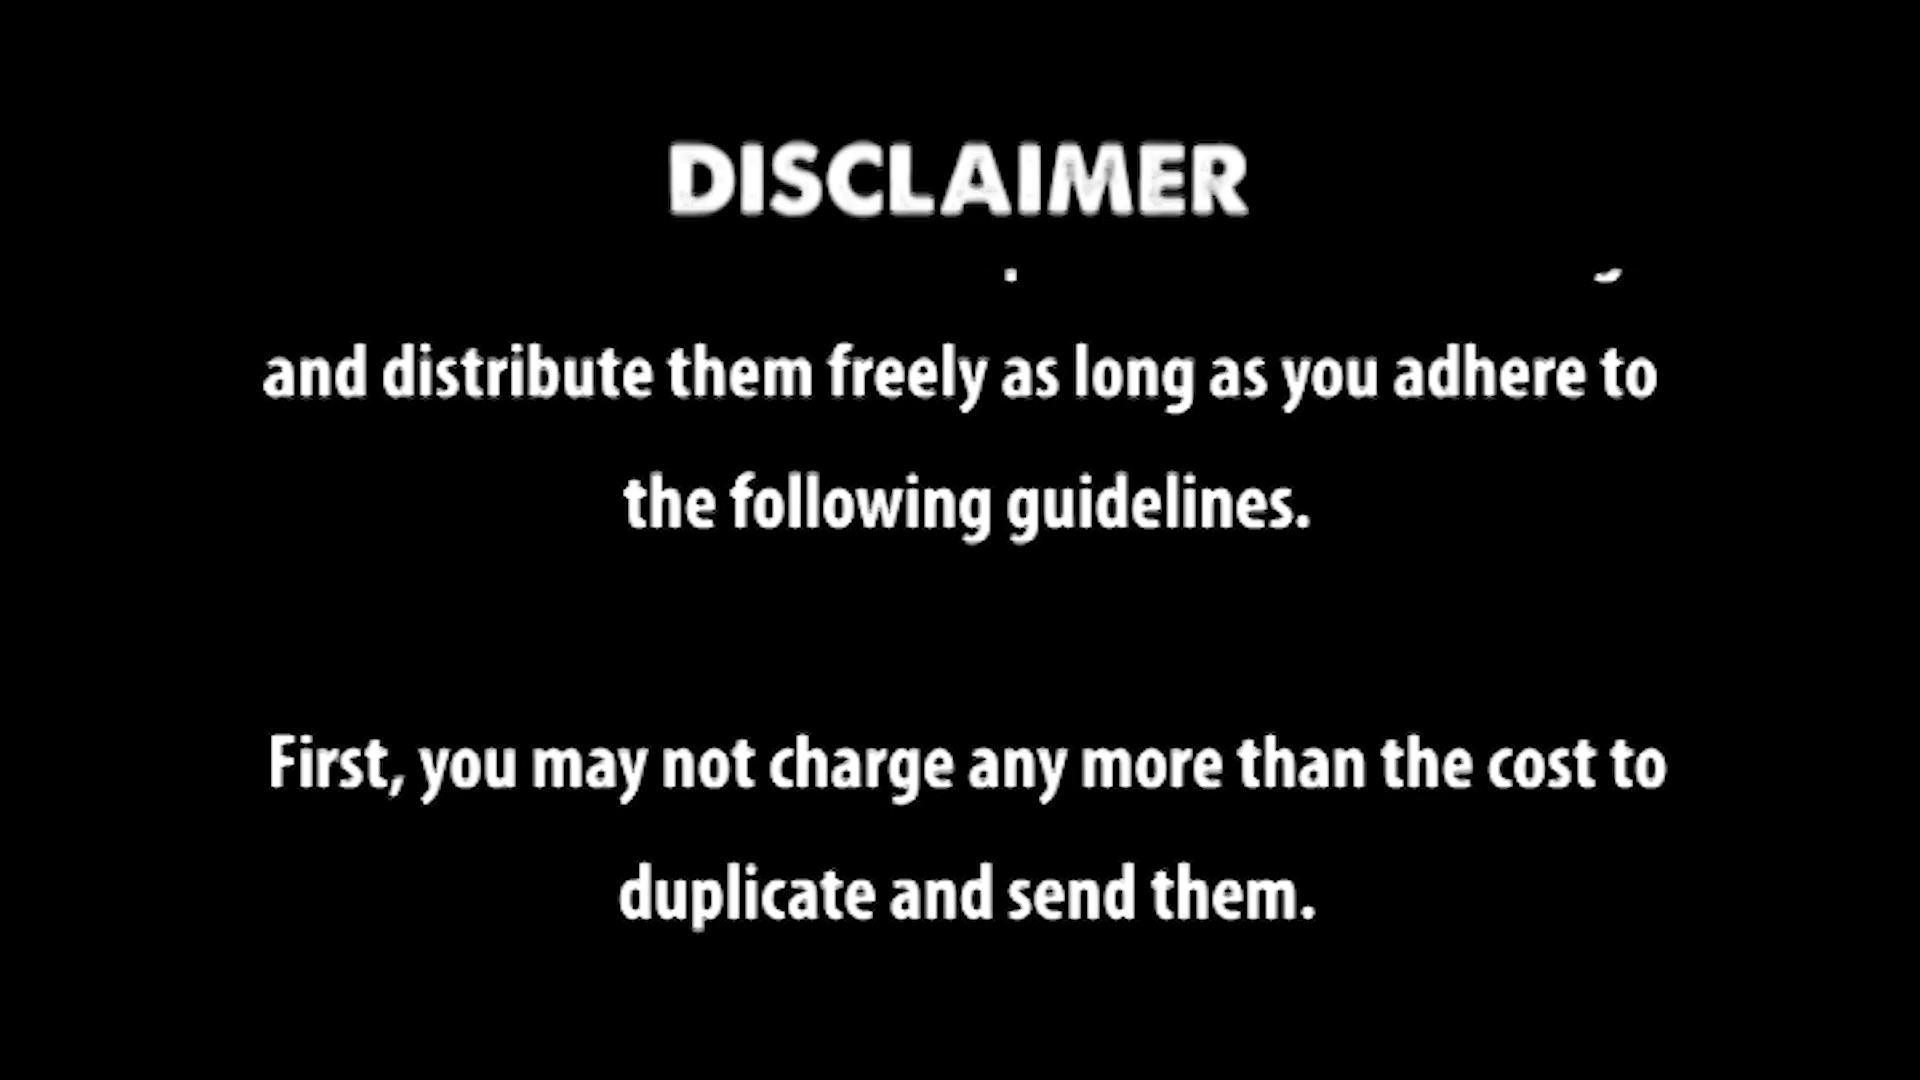 DISCLAIMER
and distribute them freely as long as you adhere to
the following guidelines.
First, you may not charge any more than the cost to
duplicate and send them.